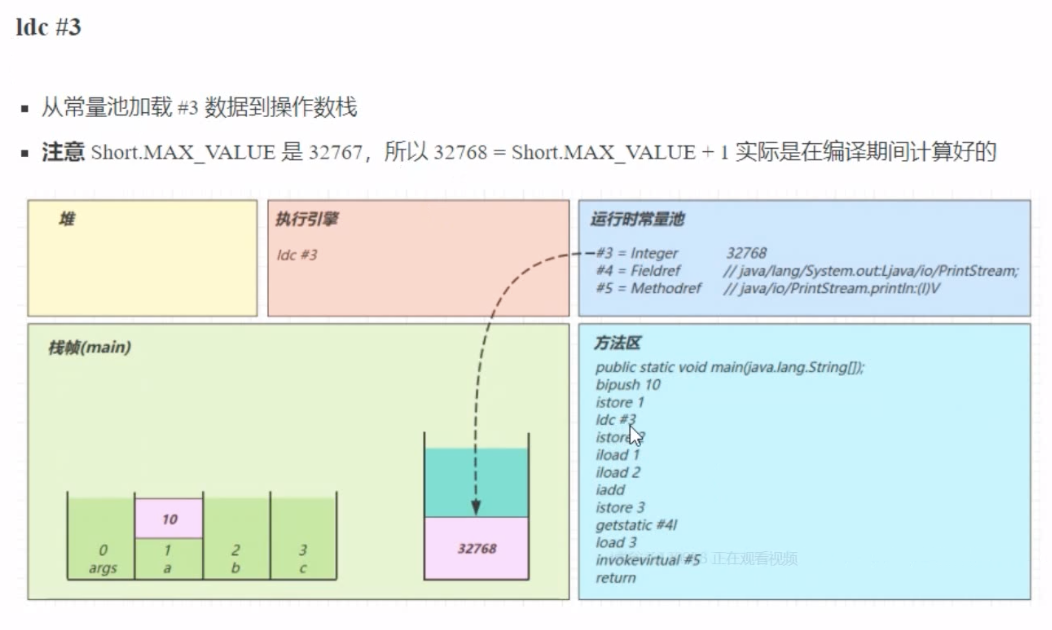 ldc #3
从常量池加载 #3 数据到操作数栈
注意 Short.MAX_VALUE 是 32767，所以 32768 = Short.MAX_VALUE + 1 实际是在编译期间计算好的
堆
执行引擎
ldc #3
运行时常量池
#3 = Integer 32768
#4 = Fieldref // java/lang/System.out:Ljava/io/PrintStream;
#5 = Methodref // java/io/PrintStream.println:(I)V
栈帧(main)
10
0 1 2 3
args a b c
32768
方法区
public static void main(java.lang.String[]);
bipush 10
istore 1
ldc #3
istore 2
iload 1
iload 2
iadd
istore 3
getstatic #4l
load 3
invokevirtual #5
return
正在观看视频